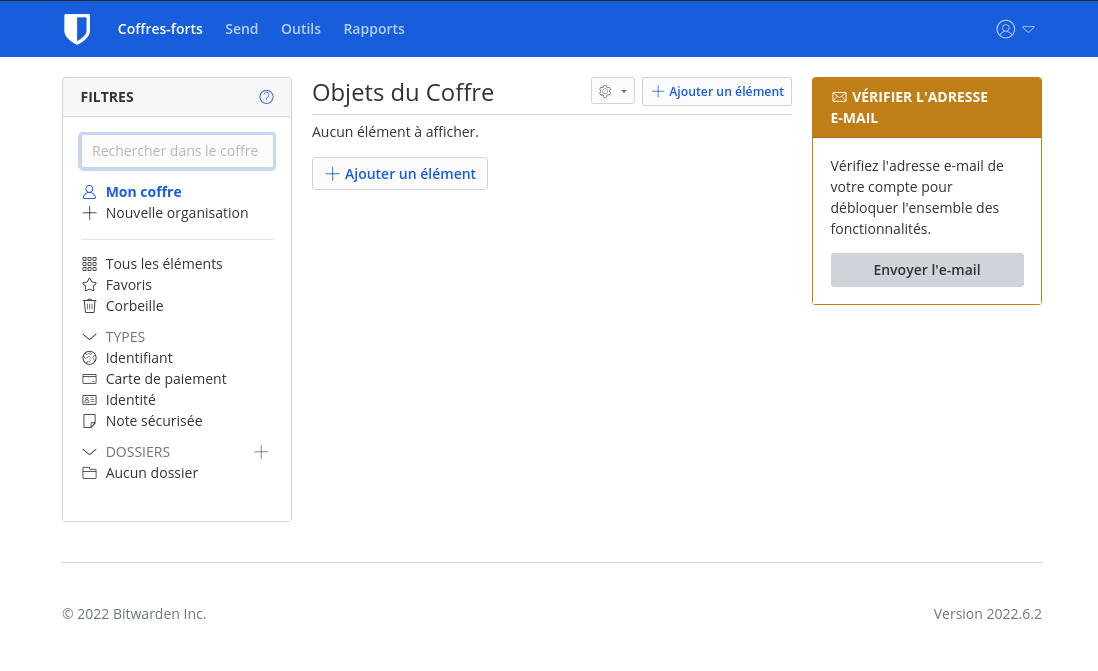 Coffres-forts Send Outils Rapports
FILTRES
Rechercher dans le coffre
Mon coffre
Nouvelle organisation
Tous les éléments
Favoris
Corbeille
TYPES
Identifiant
Carte de paiement
Identité
Note sécurisée
DOSSIERS
Aucun dossier
Objets du Coffre
Ajouter un élément
Aucun élément à afficher.
Ajouter un élément
VÉRIFIER L'ADRESSE
E-MAIL
Vérifiez l'adresse e-mail de
votre compte pour
débloquer l'ensemble des
fonctionnalités.
Envoyer l'e-mail
© 2022 Bitwarden Inc.
Version 2022.6.2